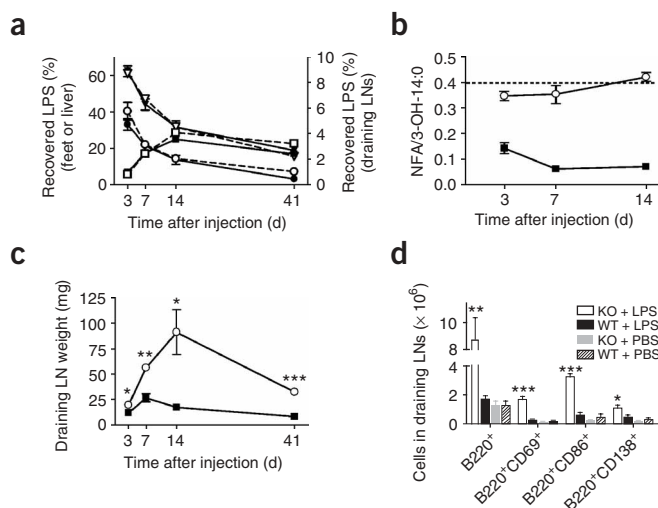 a
Recovered LPS (%)
(feet or liver)
60
40
20
0
3 7 14 41
Time after injection (d)
10
8
6
4
2
0
Recovered LPS (%)
(draining LNs)
b
NFA/3-OH-14:0
0.5
0.4
0.3
0.2
0.1
0.0
3 7 14
Time after injection (d)
c
Draining LN weight (mg)
125
100
75
50
25
0
* ** * ***
3 7 14 41
Time after injection (d)
d
Cells in draining LNs (× 10⁶)
10
8
4
2
0
** *** *** *
KO + LPS
WT + LPS
KO + PBS
WT + PBS
B220⁺
B220⁺CD69⁺
B220⁺CD86⁺
B220⁺CD138⁺